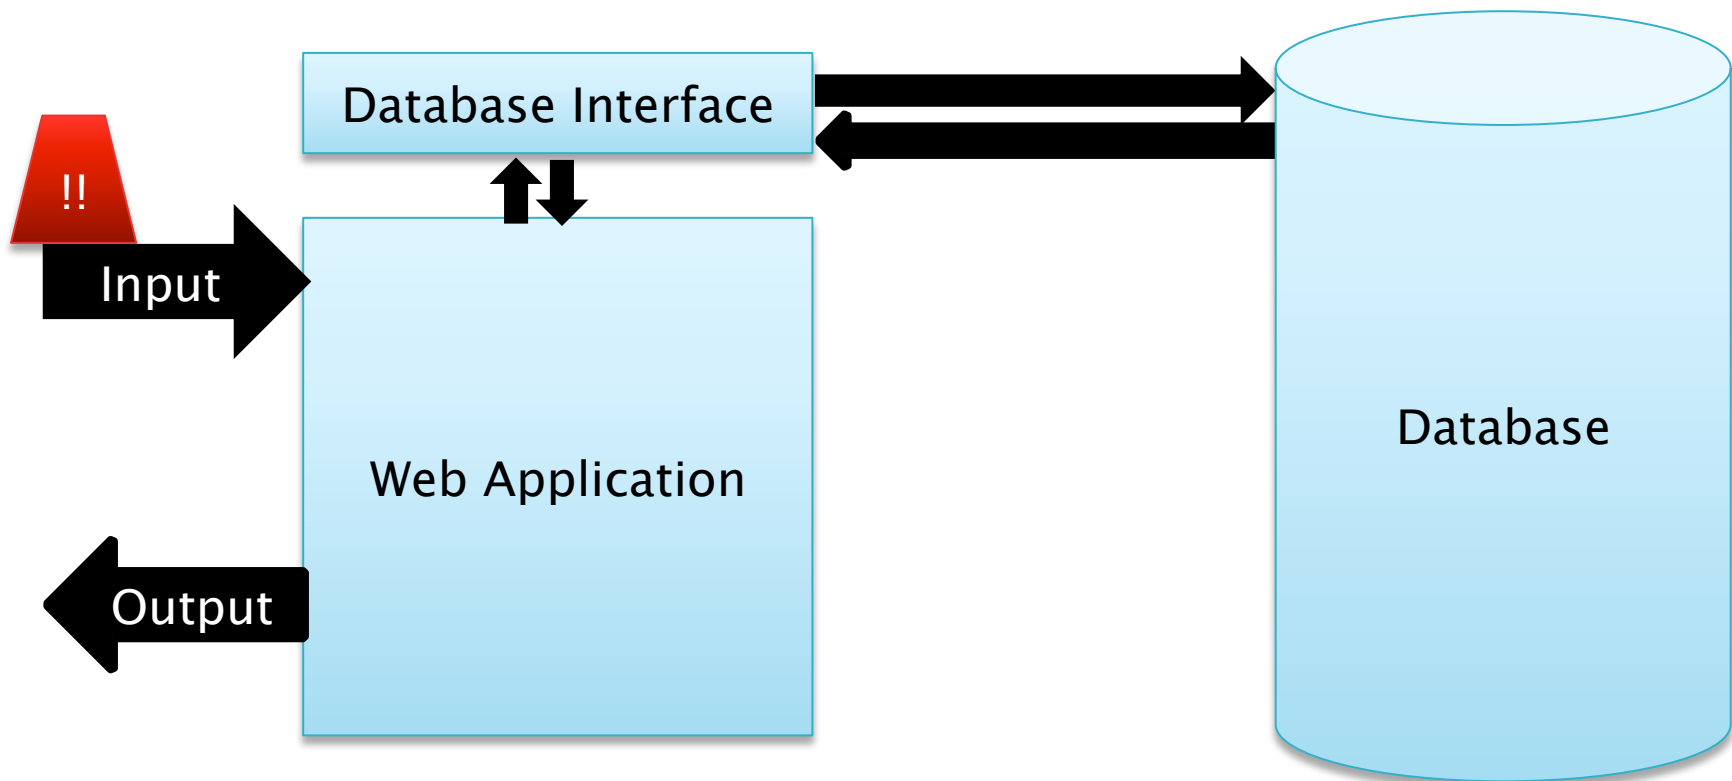 Database Interface
!!
Input
Web Application
Database
Output